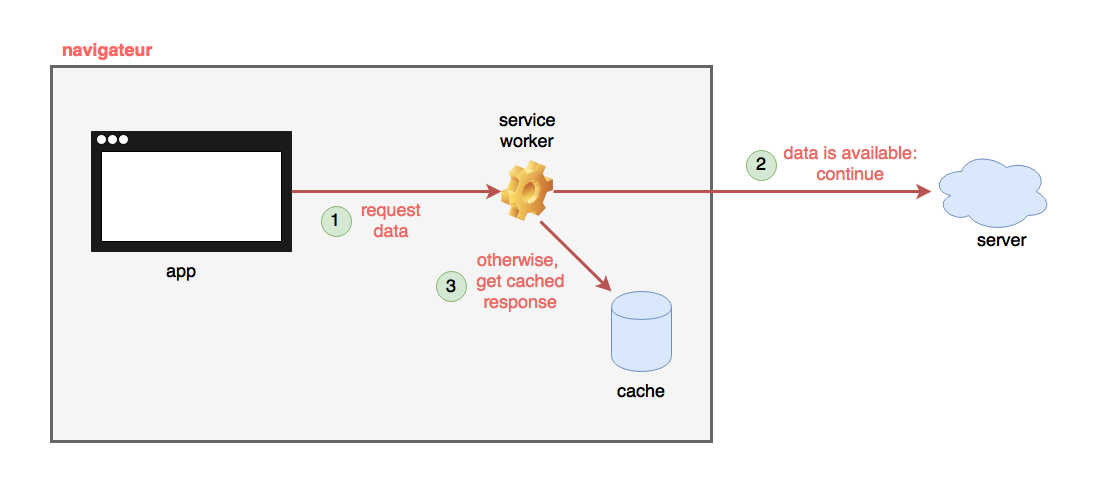 navigateur
service
worker
2
data is available:
continue
1
request
data
server
app
3
otherwise,
get cached
response
cache